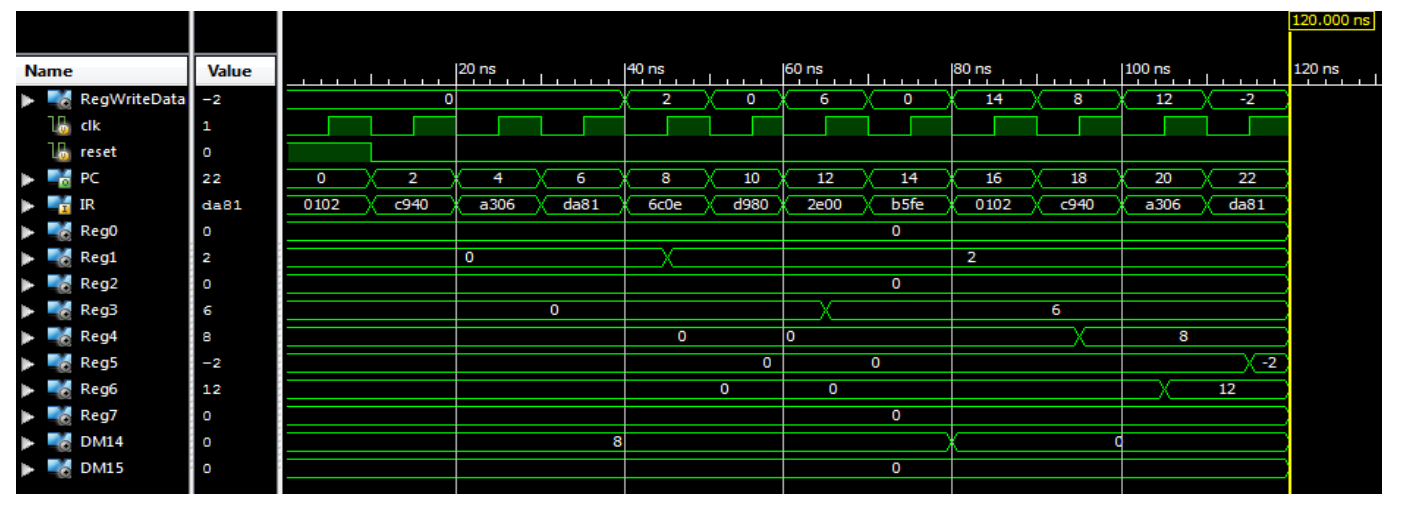 120.000 ns
Name Value 20 ns 40 ns 60 ns 80 ns 100 ns 120 ns
RegWriteData -2 0 2 0 6 0 14 8 12 -2
clk 1
reset 0
PC 22 0 2 4 6 8 10 12 14 16 18 20 22
IR da81 0102 c940 a306 da81 6c0e d980 2e00 b5fe 0102 c940 a306 da81
Reg0 0 0
Reg1 2 0 2
Reg2 0 0
Reg3 6 0 6
Reg4 8 0 0 8
Reg5 -2 0 0 -2
Reg6 12 0 0 12
Reg7 0 0
DM14 0 8 0
DM15 0 0